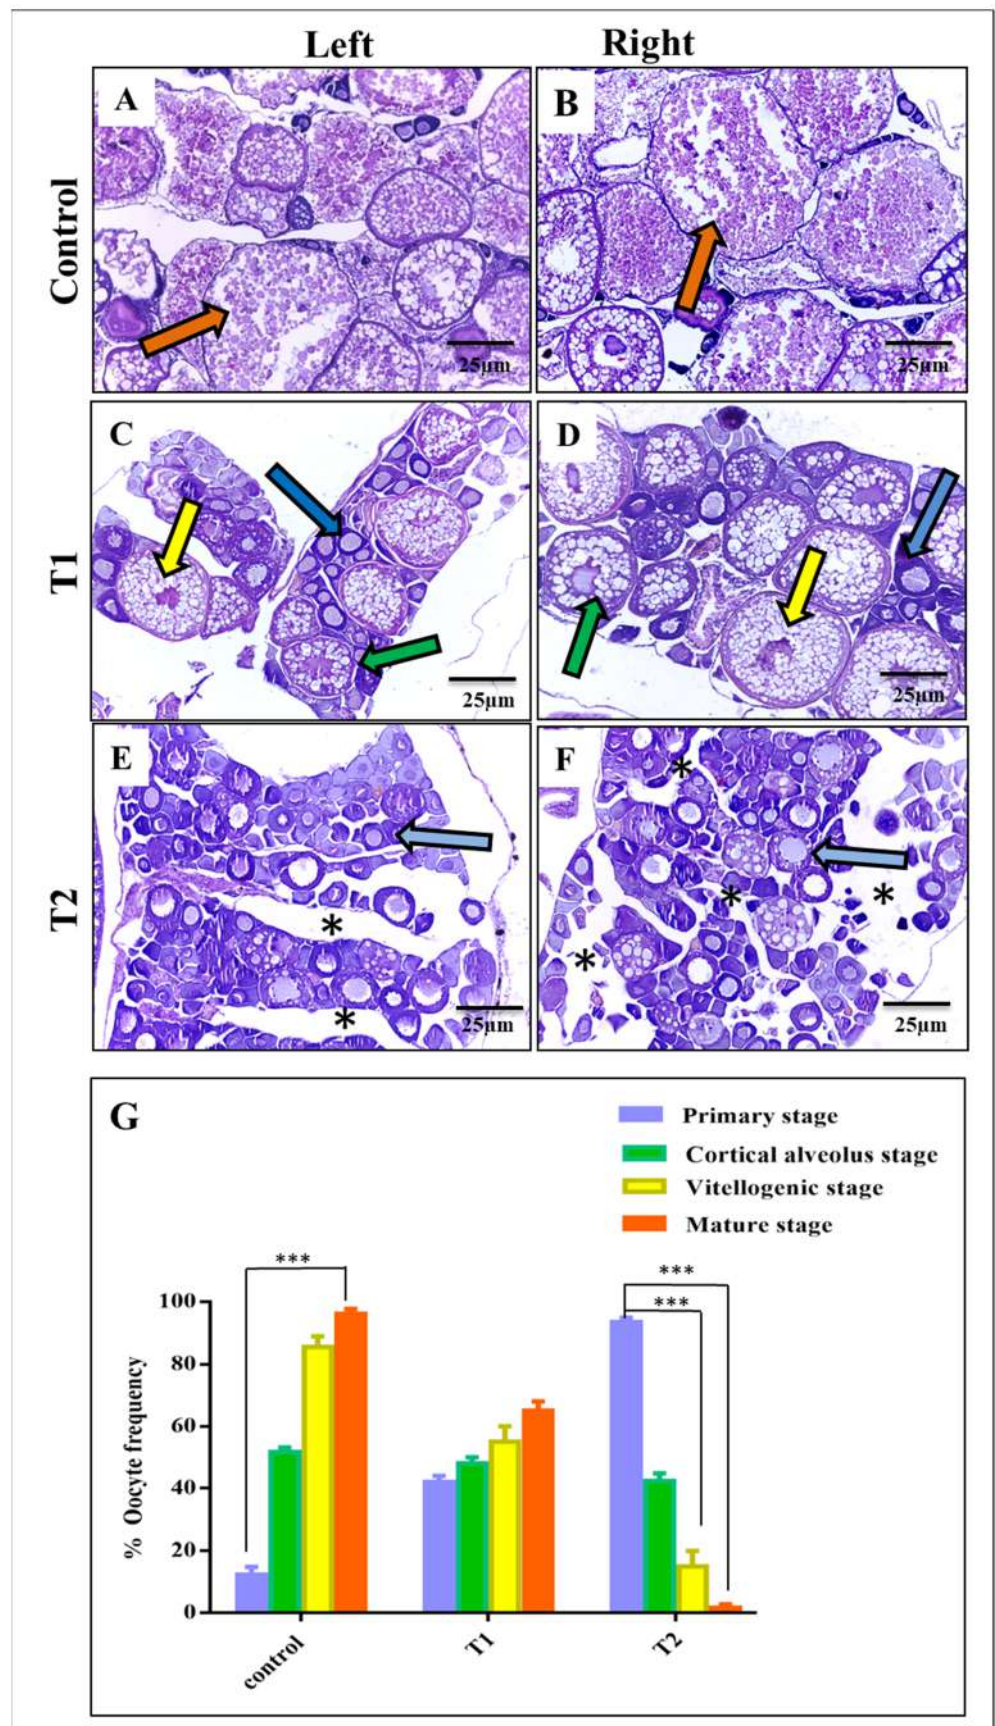 Left Right
Control
A
25μm
B
25μm
T1
C
25μm
D
25μm
T2
E
*
*
25μm
F
*
*
*
*
25μm
G
Primary stage
Cortical alveolus stage
Vitellogenic stage
Mature stage
***
***
***
% Oocyte frequency
100
80
60
40
20
0
control T1 T2